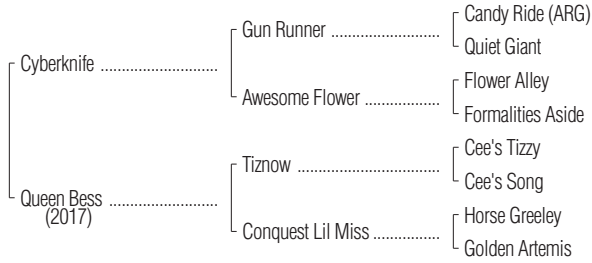 Candy Ride (ARG)
Gun Runner ......................
Quiet Giant
Cyberknife ........................
Flower Alley
Awesome Flower ...............
Formalities Aside
Cee's Tizzy
Tiznow ..............................
Cee's Song
Queen Bess ......................
(2017)
Horse Greeley
Conquest Lil Miss ................
Golden Artemis